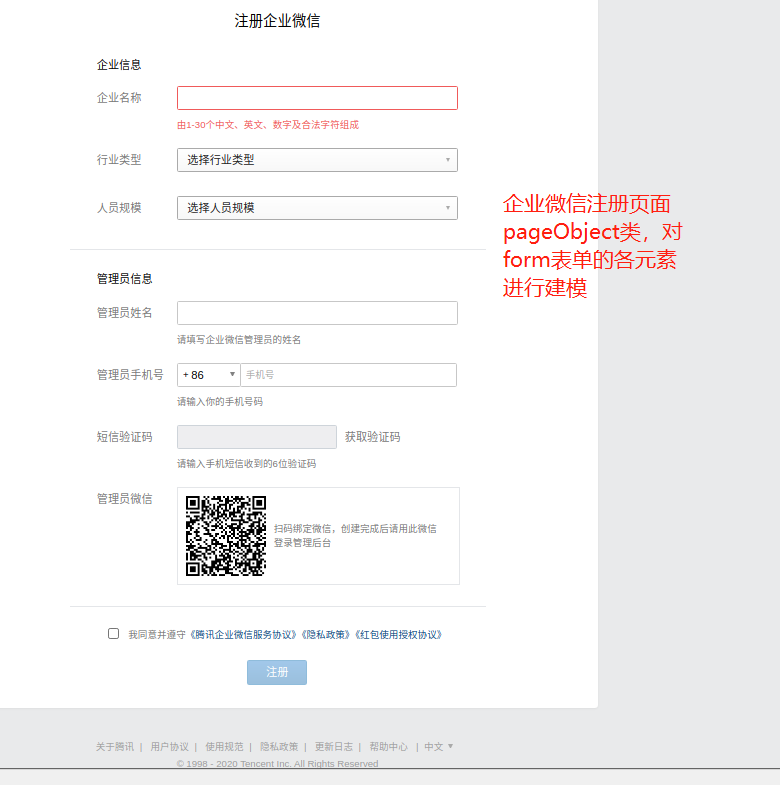 注册企业微信
企业信息
企业名称
由1-30个中文、英文、数字及合法字符组成
行业类型 选择行业类型
人员规模 选择人员规模
企业微信注册页面
pageObject类，对
form表单的各元素
进行建模
管理员信息
管理员姓名
请填写企业微信管理员的姓名
管理员手机号 + 86 手机号
请输入你的手机号码
短信验证码 获取验证码
请输入手机短信收到的6位验证码
管理员微信
扫码绑定微信，创建完成后请用此微信
登录管理后台
我同意并遵守《腾讯企业微信服务协议》《隐私政策》《红包使用授权协议》
注册
关于腾讯 | 用户协议 | 使用规范 | 隐私政策 | 更新日志 | 帮助中心 | 中文
© 1998 - 2020 Tencent Inc. All Rights Reserved